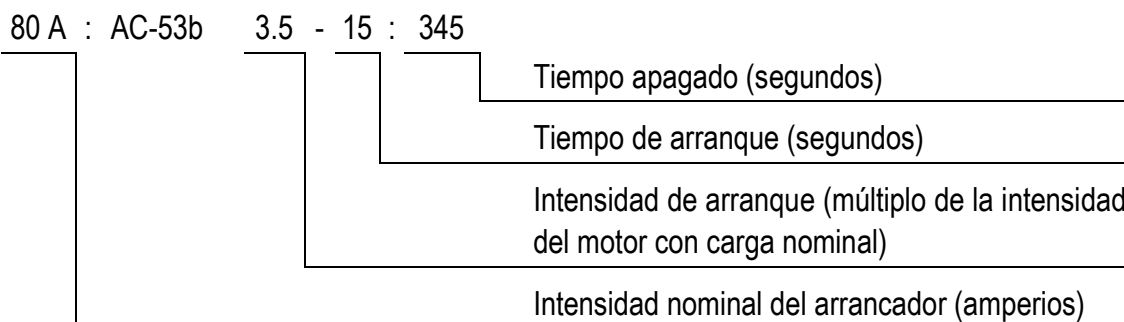 80 A : AC-53b 3.5 - 15 : 345
Tiempo apagado (segundos)
Tiempo de arranque (segundos)
Intensidad de arranque (múltiplo de la intensidad
del motor con carga nominal)
Intensidad nominal del arrancador (amperios)